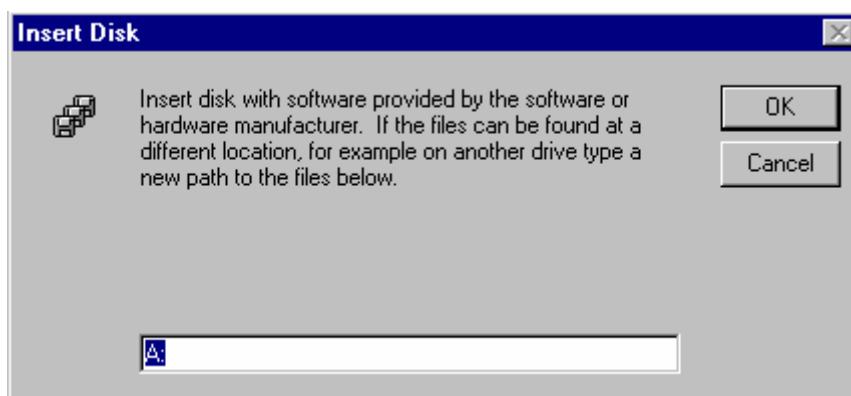 Insert Disk
Insert disk with software provided by the software or
hardware manufacturer.  If the files can be found at a
different location, for example on another drive type a
new path to the files below.
OK
Cancel
A: